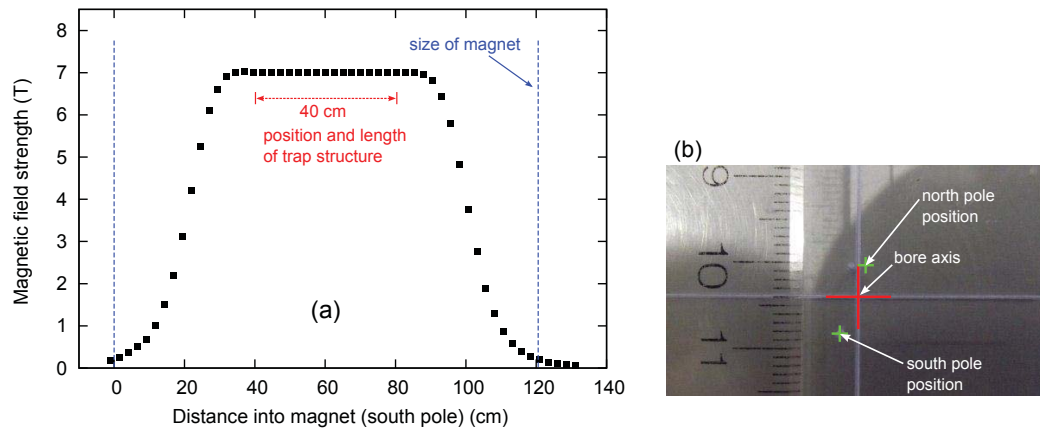 8
7
6
5
4
3
2
1
0
Magnetic field strength (T)
size of magnet
40 cm
position and length
of trap structure
(a)
0
20
40
60
80
100
120
140
Distance into magnet (south pole) (cm)
(b)
9
10
11
north pole
position
bore axis
south pole
position